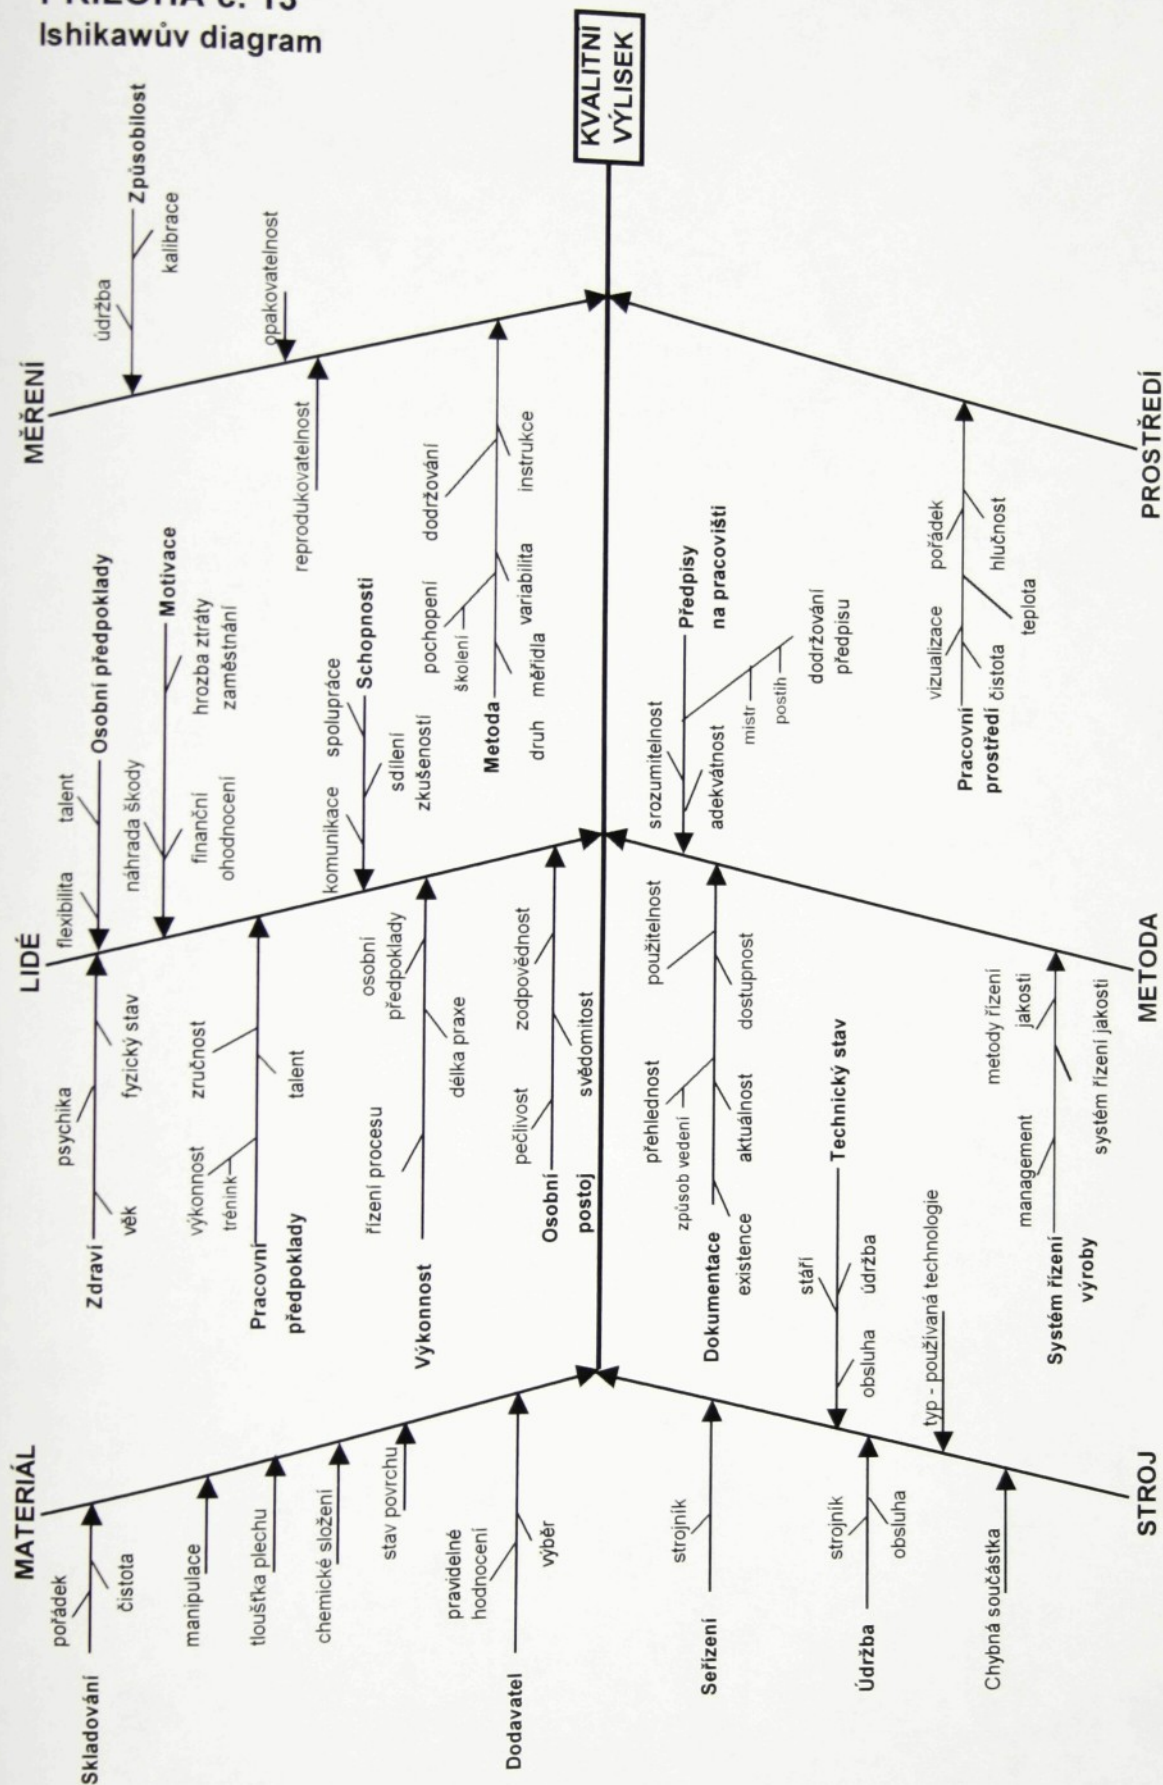 PŘÍLOHA č. 13
Ishikawův diagram
KVALITNÍ
VÝLISEK
MATERIÁL
Skladování
pořádek
čistota
manipulace
tloušťka plechu
chemické složení
stav povrchu
Dodavatel
pravidelné
hodnocení
výběr
LIDÉ
Zdraví
věk
psychika
fyzický stav
flexibilita
talent
Osobní předpoklady
náhrada škody
finanční
ohodnocení
hrozba ztráty
zaměstnání
Motivace
Pracovní
předpoklady
výkonnost
trénink
zručnost
talent
komunikace
spolupráce
sdílení
zkušeností
Schopnosti
Výkonnost
řízení procesu
osobní
předpoklady
délka praxe
Osobní
postoj
pečlivost
zodpovědnost
svědomitost
MĚŘENÍ
údržba
kalibrace
Způsobilost
opakovatelnost
reprodukovatelnost
Metoda
druh měřidla
pochopení
školení
variabilita
dodržování
instrukce
STROJ
Seřízení
strojník
stáří
obsluha
údržba
Technický stav
Údržba
strojník
obsluha
typ - používaná technologie
Chybná součástka
METODA
srozumitelnost
adekvátnost
mistr
postih
dodržování
předpisu
Předpisy
na pracovišti
Dokumentace
existence
přehlednost
způsob vedení
aktuálnost
použitelnost
dostupnost
Systém řízení
výroby
management
metody řízení
jakosti
systém řízení jakosti
PROSTŘEDÍ
Pracovní
prostředí
vizualizace
čistota
teplota
pořádek
hlučnost